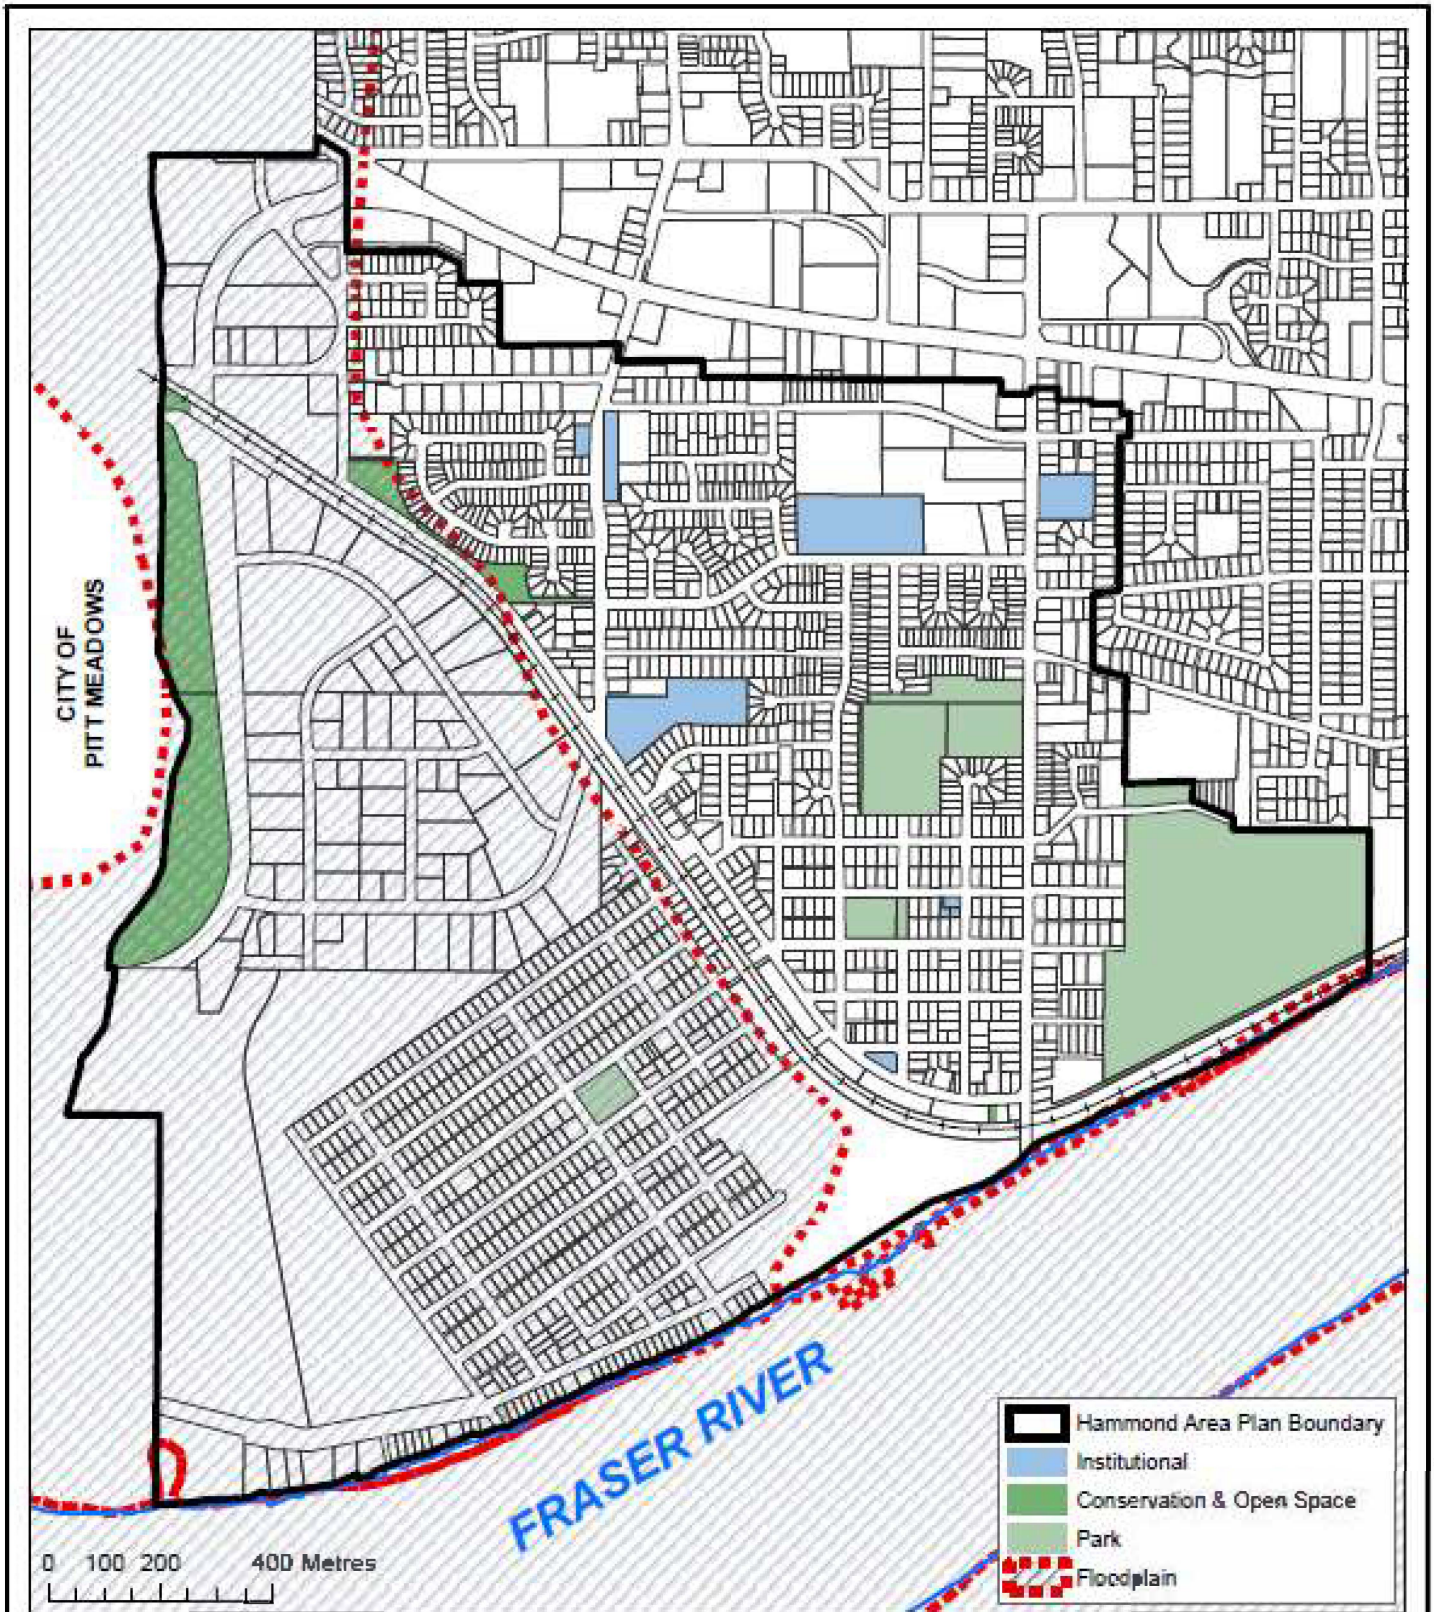 CITY OF
PITT MEADOWS
FRASER RIVER
Hammond Area Plan Boundary
Institutional
Conservation & Open Space
Park
Floodplain
0 100 200 400 Metres